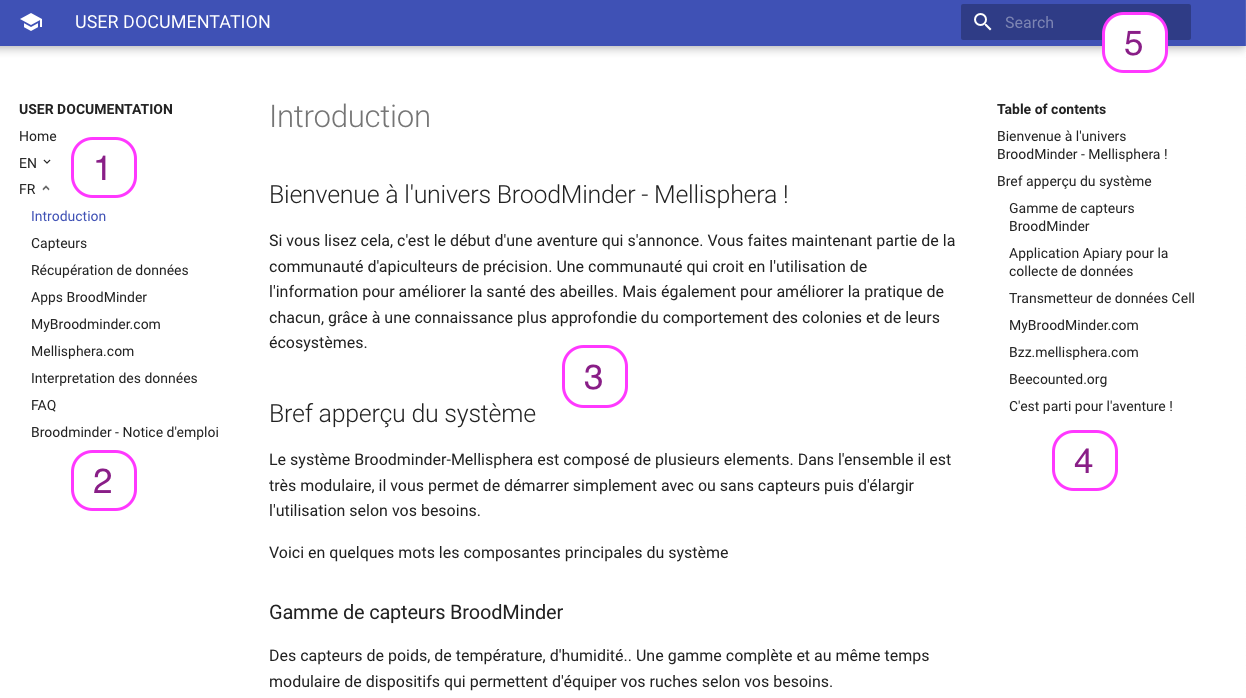 USER DOCUMENTATION
Search
5
USER DOCUMENTATION
Home
EN
1
FR
Introduction
Capteurs
Récupération de données
Apps BroodMinder
MyBroodminder.com
Mellisphera.com
Interpretation des données
FAQ
Broodminder - Notice d'emploi
2
Introduction
Bienvenue à l'univers BroodMinder - Mellisphera !
Si vous lisez cela, c'est le début d'une aventure qui s'annonce. Vous faites maintenant partie de la
communauté d'apiculteurs de précision. Une communauté qui croit en l'utilisation de
l'information pour améliorer la santé des abeilles. Mais également pour améliorer la pratique de
chacun, grâce à une connaissance plus approfondie du comportement des colonies et de leurs
écosystèmes.
3
Bref apperçu du système
Le système Broodminder-Mellisphera est composé de plusieurs elements. Dans l'ensemble il est
très modulaire, il vous permet de démarrer simplement avec ou sans capteurs puis d'élargir
l'utilisation selon vos besoins.
Voici en quelques mots les composantes principales du système
Gamme de capteurs BroodMinder
Des capteurs de poids, de température, d'humidité.. Une gamme complète et au même temps
modulaire de dispositifs qui permettent d'équiper vos ruches selon vos besoins.
Table of contents
Bienvenue à l'univers
BroodMinder - Mellisphera !
Bref apperçu du système
Gamme de capteurs
BroodMinder
Application Apiary pour la
collecte de données
Transmetteur de données Cell
MyBroodMinder.com
Bzz.mellisphera.com
Beecounted.org
C'est parti pour l'aventure !
4